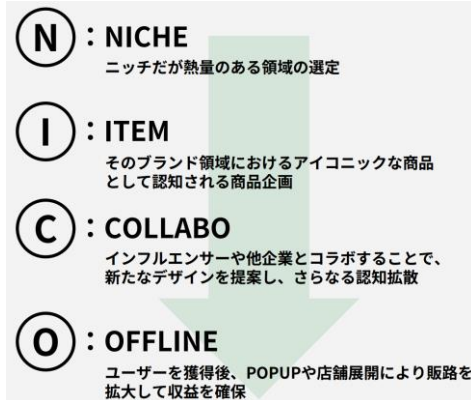 N：NICHE
ニッチだが熱量のある領域の選定
I：ITEM
そのブランド領域におけるアイコニックな商品
として認知される商品企画
C：COLLABO
インフルエンサーや他企業とコラボすることで、
新たなデザインを提案し、さらなる認知拡散
O：OFFLINE
ユーザーを獲得後、POPUPや店舗展開により販路を
拡大して収益を確保